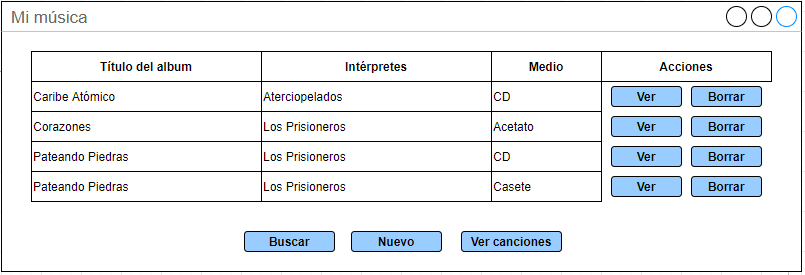 Mi música
Título del album Intérpretes Medio Acciones
Caribe Atómico Aterciopelados CD Ver Borrar
Corazones Los Prisioneros Acetato Ver Borrar
Pateando Piedras Los Prisioneros CD Ver Borrar
Pateando Piedras Los Prisioneros Casete Ver Borrar
Buscar Nuevo Ver canciones